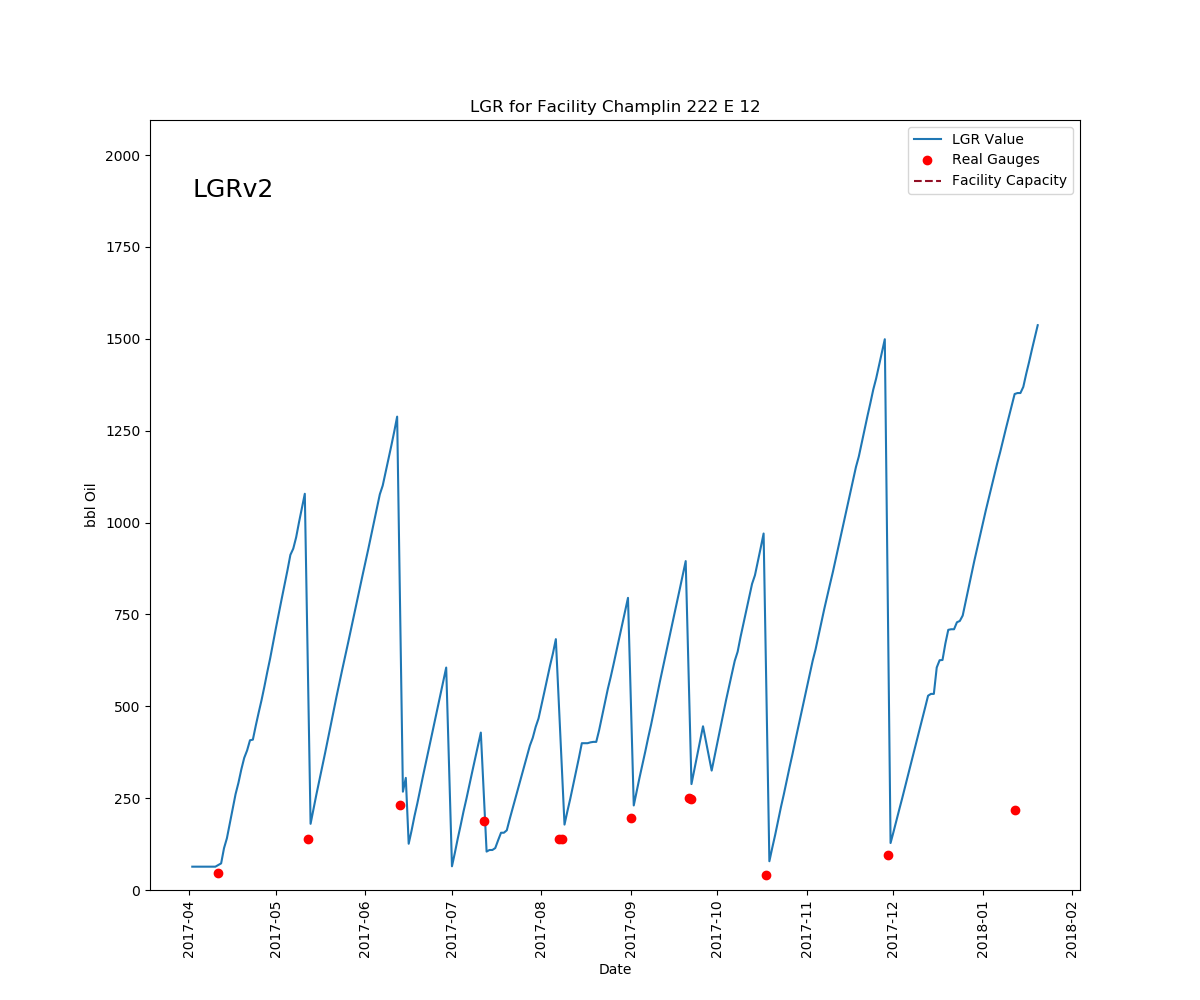 LGR for Facility Champlin 222 E 12
LGRv2
LGR Value
Real Gauges
Facility Capacity
bbl Oil
2000
1750
1500
1250
1000
750
500
250
0
2017-04
2017-05
2017-06
2017-07
2017-08
2017-09
2017-10
2017-11
2017-12
2018-01
2018-02
Date